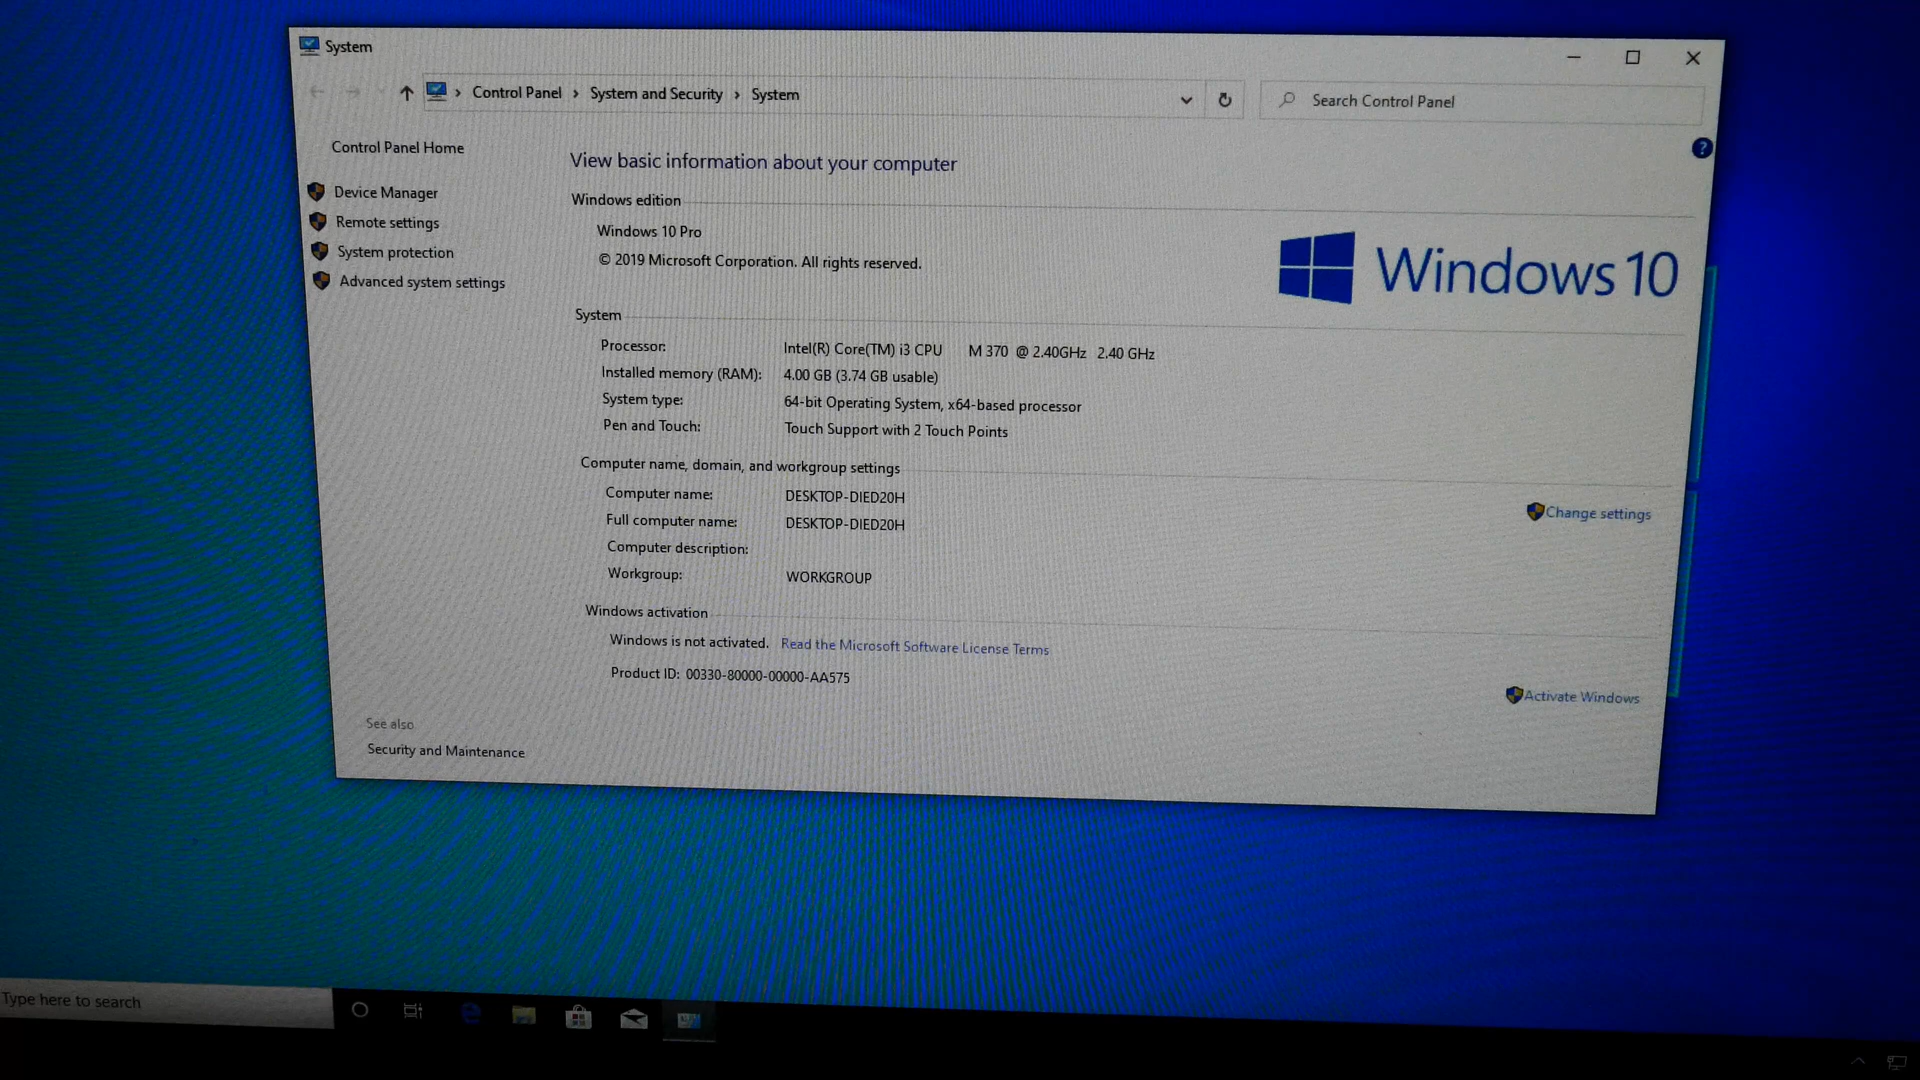 System
Control Panel › System and Security › System
Search Control Panel
Control Panel Home
Device Manager
Remote settings
System protection
Advanced system settings
View basic information about your computer
Windows edition
Windows 10 Pro
© 2019 Microsoft Corporation. All rights reserved.
Windows 10
System
Processor: Intel(R) Core(TM) i3 CPU M 370 @ 2.40GHz 2.40 GHz
Installed memory (RAM): 4.00 GB (3.74 GB usable)
System type: 64-bit Operating System, x64-based processor
Pen and Touch: Touch Support with 2 Touch Points
Computer name, domain, and workgroup settings
Computer name: DESKTOP-DIED20H
Change settings
Full computer name: DESKTOP-DIED20H
Computer description:
Workgroup: WORKGROUP
Windows activation
Windows is not activated. Read the Microsoft Software License Terms
Product ID: 00330-80000-00000-AA575
Activate Windows
See also
Security and Maintenance
Type here to search